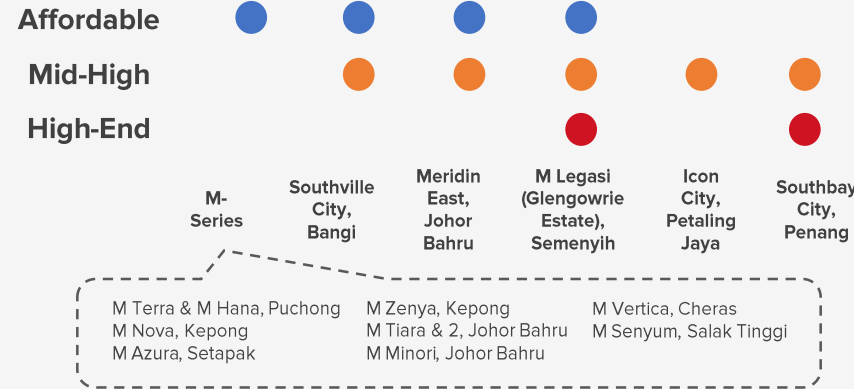 Affordable
Mid-High
High-End
M-
Series
Southville
City,
Bangi
Meridin
East,
Johor
Bahru
M Legasi
(Glengowrie
Estate),
Semenyih
Icon
City,
Petaling
Jaya
Southbay
City,
Penang
M Terra & M Hana, Puchong
M Nova, Kepong
M Azura, Setapak
M Zenya, Kepong
M Tiara & 2, Johor Bahru
M Minori, Johor Bahru
M Vertica, Cheras
M Senyum, Salak Tinggi